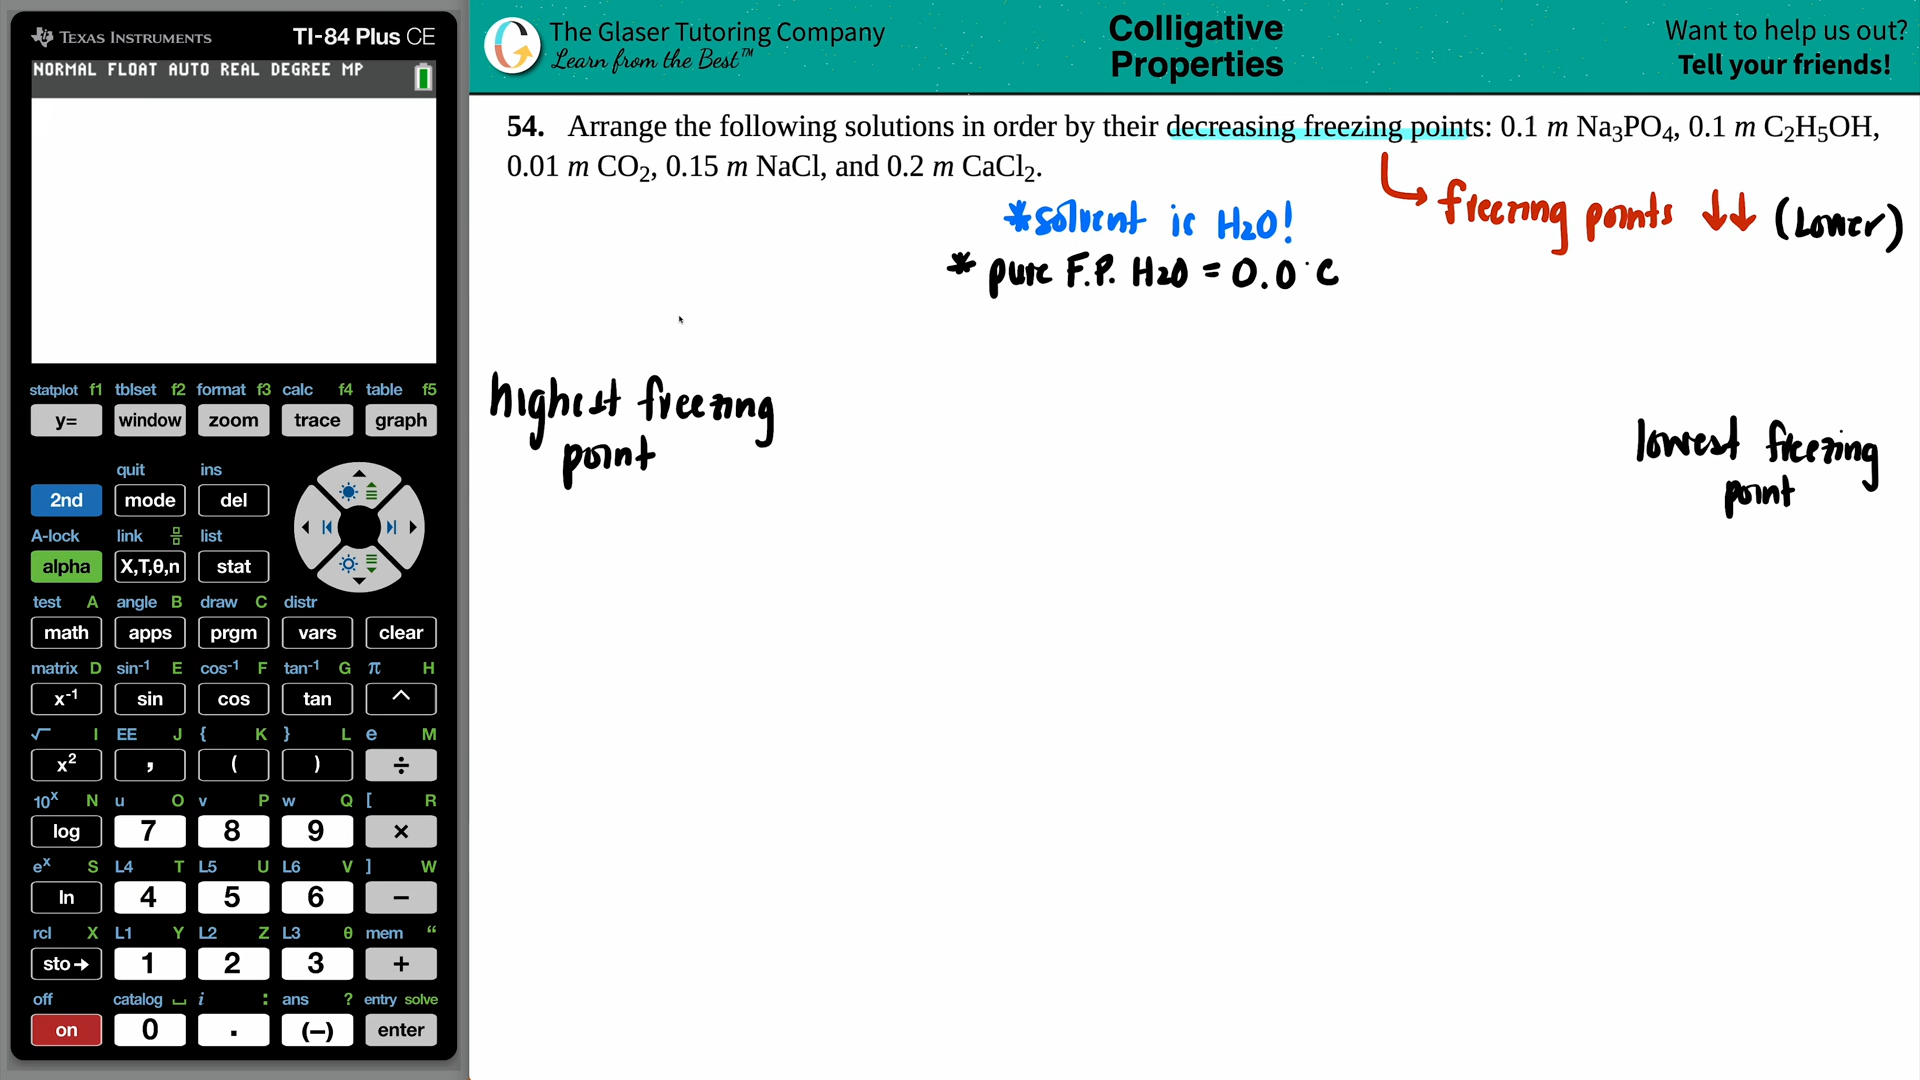 TEXAS INSTRUMENTS TI-84 Plus CE
NORMAL FLOAT AUTO REAL DEGREE MP
statplot f1 tblset f2 format f3 calc f4 table f5
y= window zoom trace graph
quit ins
2nd mode del
A-lock link list
alpha X,T,θ,n stat
test A angle B draw C distr
math apps prgm vars clear
matrix D sin⁻¹ E cos⁻¹ F tan⁻¹ G π H
x⁻¹ sin cos tan ^
√ I EE J { K } L e M
x² , ( ) ÷
10ˣ N u O v P w Q [ R
log 7 8 9 ×
eˣ S L4 T L5 U L6 V ] W
ln 4 5 6 −
rcl X L1 Y L2 Z L3 θ mem “
sto→ 1 2 3 +
off catalog ⎵ i : ans ? entry solve
on 0 . (−) enter
The Glaser Tutoring Company
Learn from the Best™
Colligative
Properties
Want to help us out?
Tell your friends!
54. Arrange the following solutions in order by their decreasing freezing points: 0.1 m Na₃PO₄, 0.1 m C₂H₅OH,
0.01 m CO₂, 0.15 m NaCl, and 0.2 m CaCl₂.
freezing points ↓↓ (Lower)
*solvent is H₂O!
* pure F.P. H₂O = 0.0°C
highest freezing
point
lowest freezing
point